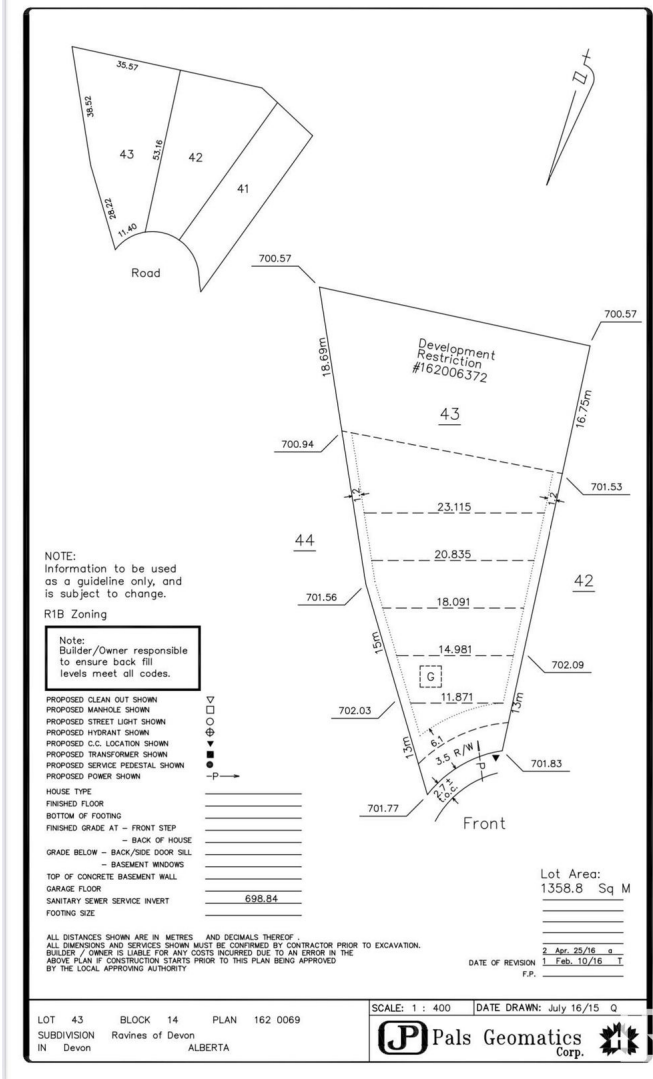 35.57
38.52
43
53.16
42
41
28.22
11.40
Road
700.57
700.57
18.69m
Development
Restriction
#162006372
16.75m
43
700.94
701.53
1.2
1.2
23.115
44
20.835
42
701.56
18.091
15m
14.981
702.09
G
11.871
702.03
13m
13m
6.1
3.5 R/W
P
701.83
2.7±
t.o.c.
701.77
Front
NOTE:
Information to be used
as a guideline only, and
is subject to change.
R1B Zoning
Note:
Builder/Owner responsible
to ensure back fill
levels meet all codes.
PROPOSED CLEAN OUT SHOWN
PROPOSED MANHOLE SHOWN
PROPOSED STREET LIGHT SHOWN
PROPOSED HYDRANT SHOWN
PROPOSED C.C. LOCATION SHOWN
PROPOSED TRANSFORMER SHOWN
PROPOSED SERVICE PEDESTAL SHOWN
PROPOSED POWER SHOWN –P→
HOUSE TYPE
FINISHED FLOOR
BOTTOM OF FOOTING
FINISHED GRADE AT – FRONT STEP
– BACK OF HOUSE
GRADE BELOW – BACK/SIDE DOOR SILL
– BASEMENT WINDOWS
TOP OF CONCRETE BASEMENT WALL
GARAGE FLOOR
SANITARY SEWER SERVICE INVERT 698.84
FOOTING SIZE
Lot Area:
1358.8 Sq M
2 Apr. 25/16 a
DATE OF REVISION 1 Feb. 10/16 T
F.P.
ALL DISTANCES SHOWN ARE IN METRES AND DECIMALS THEREOF .
ALL DIMENSIONS AND SERVICES SHOWN MUST BE CONFIRMED BY CONTRACTOR PRIOR TO EXCAVATION.
BUILDER / OWNER IS LIABLE FOR ANY COSTS INCURRED DUE TO AN ERROR IN THE
ABOVE PLAN IF CONSTRUCTION STARTS PRIOR TO THIS PLAN BEING APPROVED
BY THE LOCAL APPROVING AUTHORITY
SCALE: 1 : 400 DATE DRAWN: July 16/15 Q
LOT 43 BLOCK 14 PLAN 162 0069
SUBDIVISION Ravines of Devon
IN Devon ALBERTA
JP Pals Geomatics
Corp.